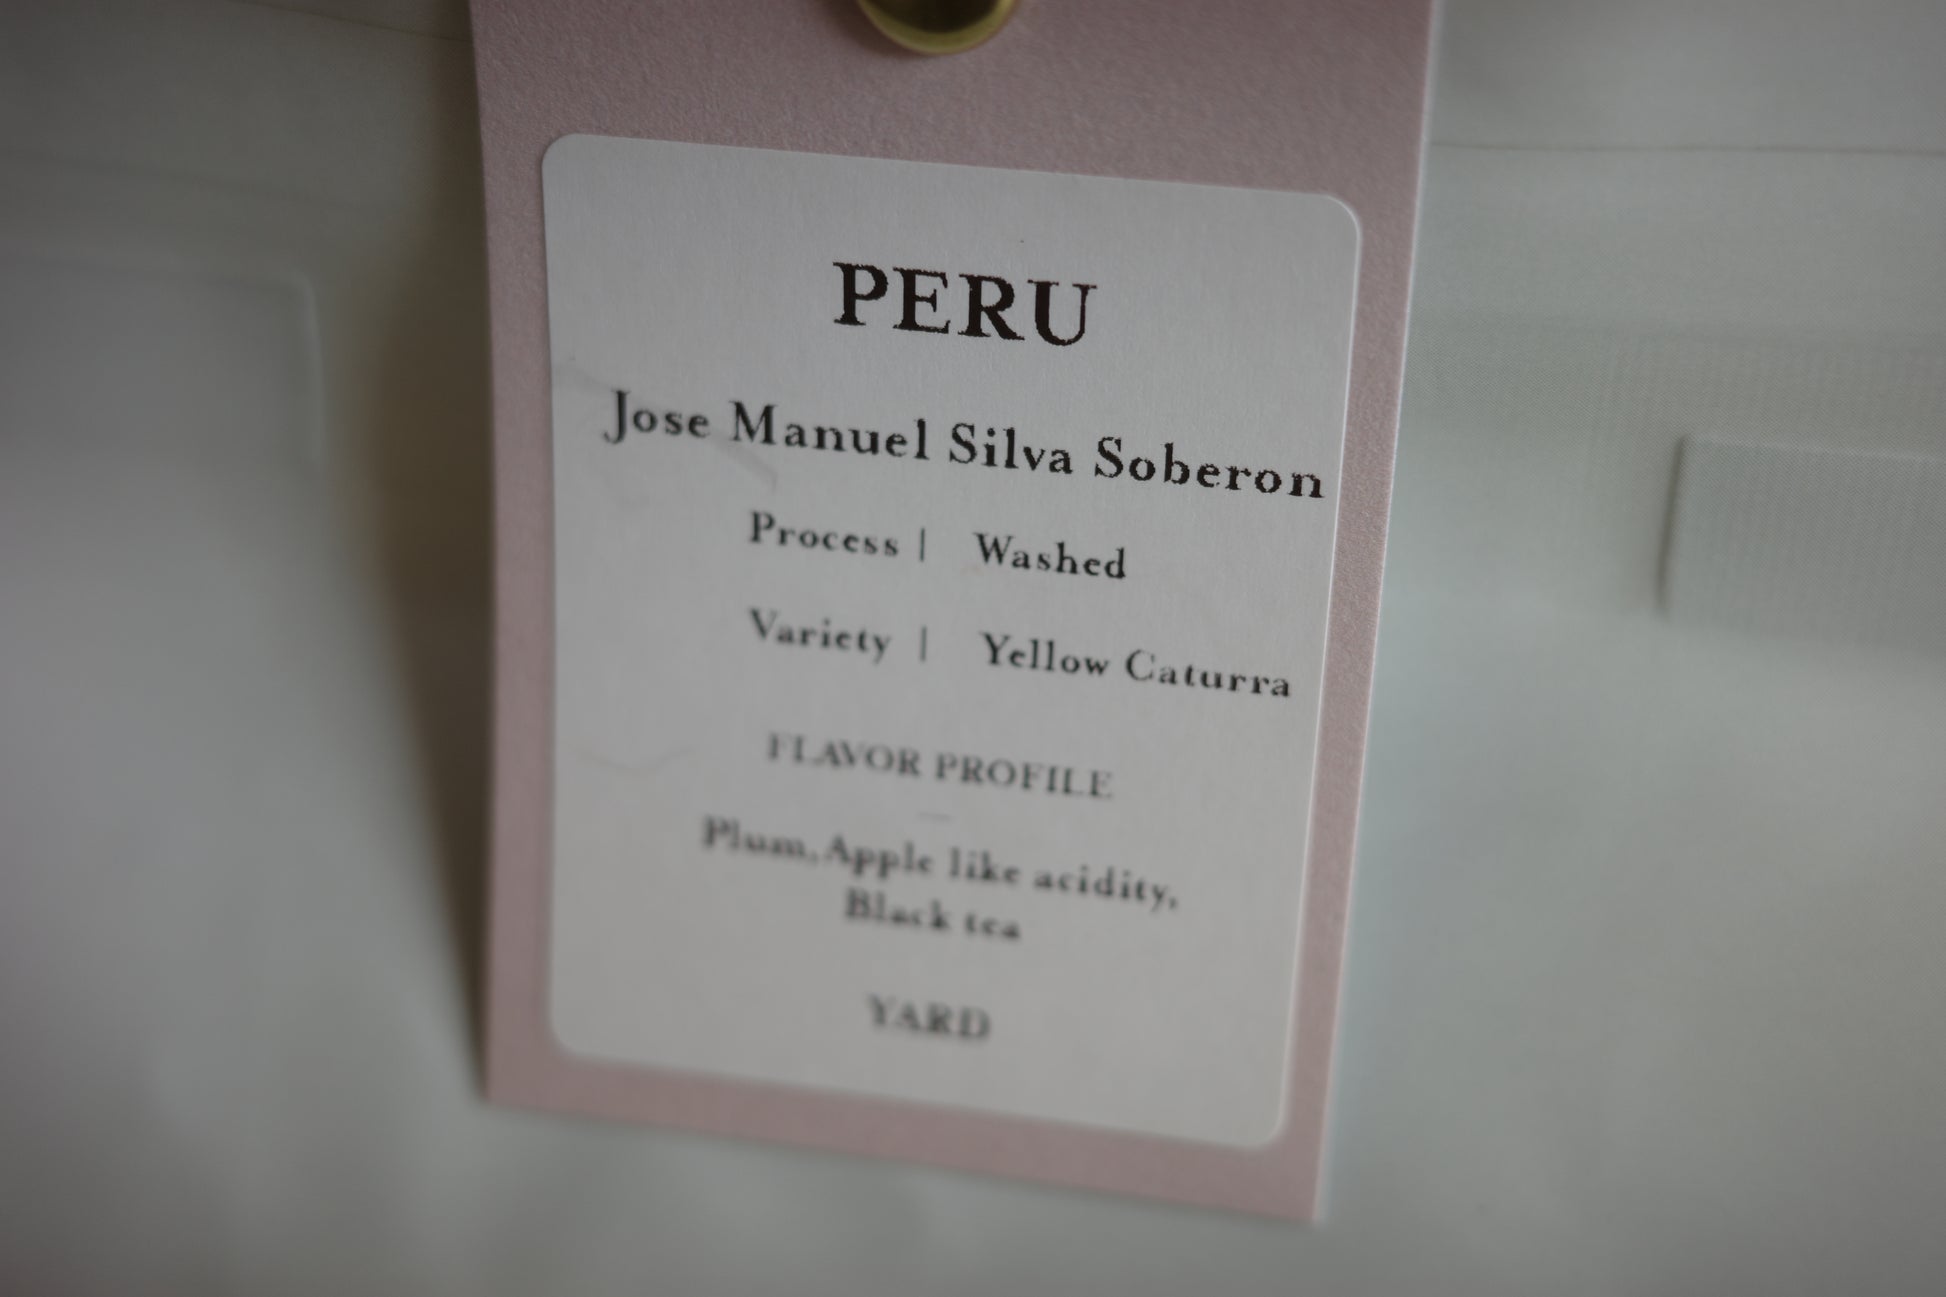 PERU
Jose Manuel Silva Soberon
Process | Washed
Variety | Yellow Caturra
FLAVOR PROFILE
Plum,Apple like acidity,
Black tea
YARD